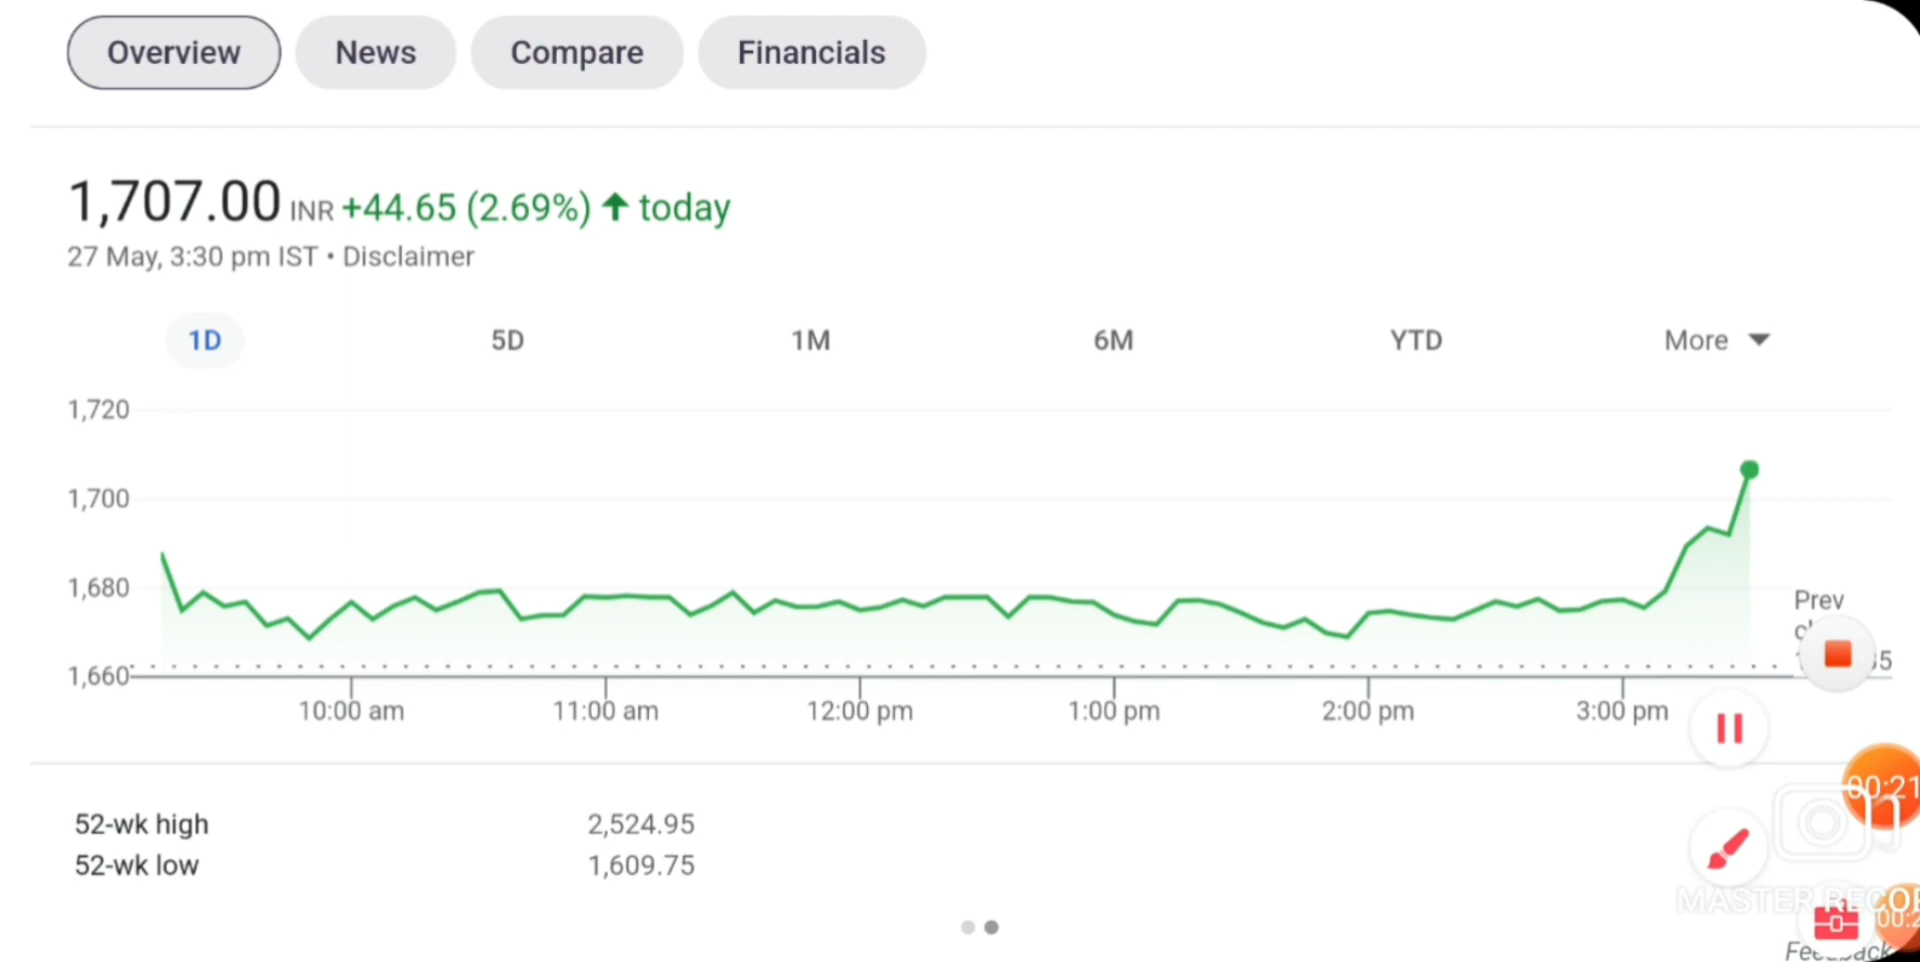 Overview News Compare Financials
1,707.00 INR +44.65 (2.69%) ↑ today
27 May, 3:30 pm IST • Disclaimer
1D 5D 1M 6M YTD More
1,720
1,700
1,680
1,660
Prev
10:00 am 11:00 am 12:00 pm 1:00 pm 2:00 pm 3:00 pm
52-wk high 2,524.95
52-wk low 1,609.75
00:21
MASTER